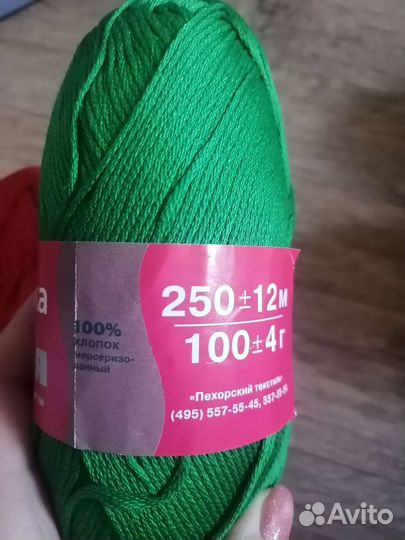 100%
хлопок
мерсеризо-
ванный
250±12м
100±4г
«Пехорский текстиль»
(495) 557-55-45,
Avito